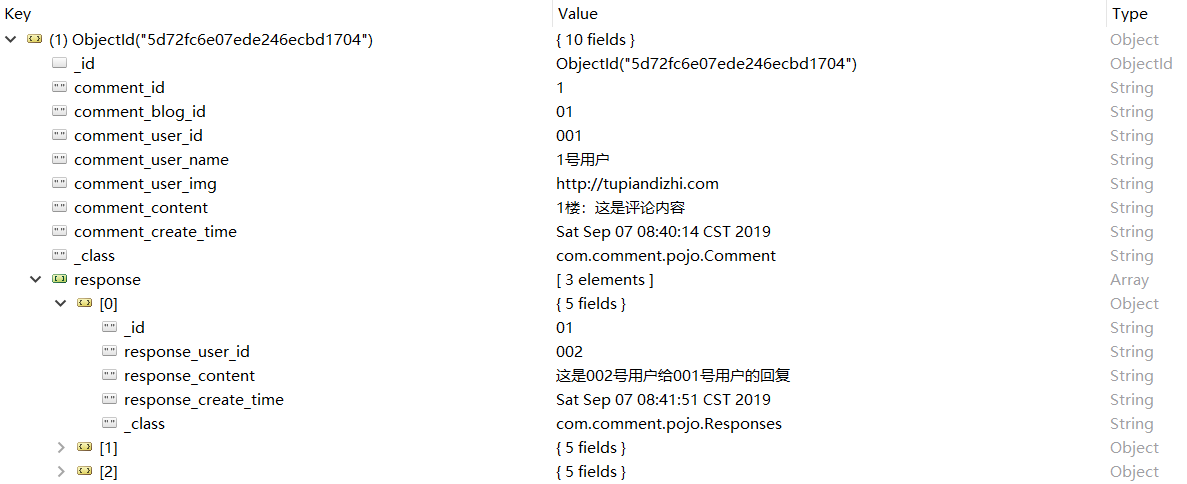 Key Value Type
(1) ObjectId("5d72fc6e07ede246ecbd1704") { 10 fields } Object
_id ObjectId("5d72fc6e07ede246ecbd1704") ObjectId
comment_id 1 String
comment_blog_id 01 String
comment_user_id 001 String
comment_user_name 1号用户 String
comment_user_img http://tupiandizhi.com String
comment_content 1楼：这是评论内容 String
comment_create_time Sat Sep 07 08:40:14 CST 2019 String
_class com.comment.pojo.Comment String
response [ 3 elements ] Array
[0] { 5 fields } Object
_id 01 String
response_user_id 002 String
response_content 这是002号用户给001号用户的回复 String
response_create_time Sat Sep 07 08:41:51 CST 2019 String
_class com.comment.pojo.Responses String
[1] { 5 fields } Object
[2] { 5 fields } Object